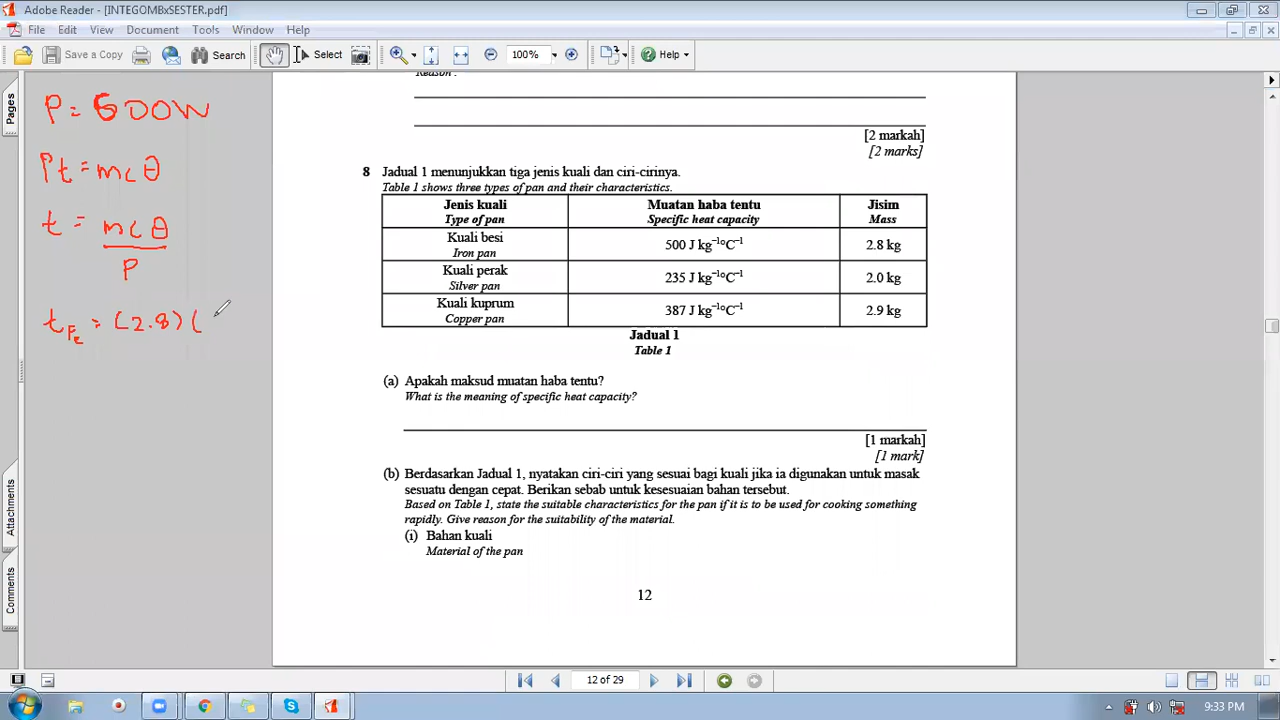 Adobe Reader - [INTEGOMBxSESTER.pdf]
File Edit View Document Tools Window Help
Save a Copy Search Select 100% Help
Pages
Attachments
Comments
P = 600W
Pt = mcθ
t = mcθ
P
tFe = (2.8) (
Reason :
[2 markah]
[2 marks]
8 Jadual 1 menunjukkan tiga jenis kuali dan ciri-cirinya.
Table 1 shows three types of pan and their characteristics.
Jenis kuali Muatan haba tentu Jisim
Type of pan Specific heat capacity Mass
Kuali besi
Iron pan
500 J kg⁻¹°C⁻¹ 2.8 kg
Kuali perak
Silver pan
235 J kg⁻¹°C⁻¹ 2.0 kg
Kuali kuprum
Copper pan
387 J kg⁻¹°C⁻¹ 2.9 kg
Jadual 1
Table 1
(a) Apakah maksud muatan haba tentu?
What is the meaning of specific heat capacity?
[1 markah]
[1 mark]
(b) Berdasarkan Jadual 1, nyatakan ciri-ciri yang sesuai bagi kuali jika ia digunakan untuk masak
sesuatu dengan cepat. Berikan sebab untuk kesesuaian bahan tersebut.
Based on Table 1, state the suitable characteristics for the pan if it is to be used for cooking something
rapidly. Give reason for the suitability of the material.
(i) Bahan kuali
Material of the pan
12
12 of 29
9:33 PM